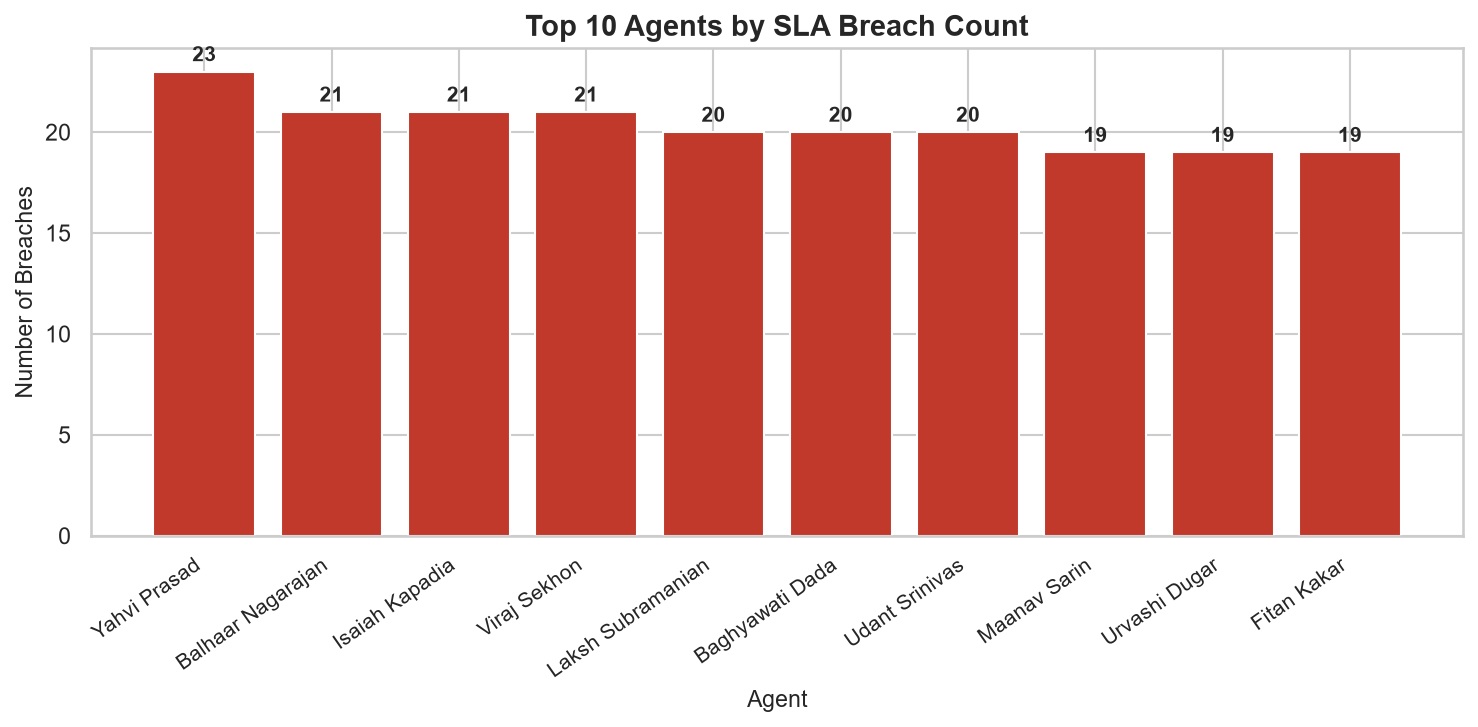 Top 10 Agents by SLA Breach Count
23
21
21
21
20
20
20
19
19
19
20
15
10
5
0
Number of Breaches
Yahvi Prasad
Balhaar Nagarajan
Isaiah Kapadia
Viraj Sekhon
Laksh Subramanian
Baghyawati Dada
Udant Srinivas
Maanav Sarin
Urvashi Dugar
Fitan Kakar
Agent